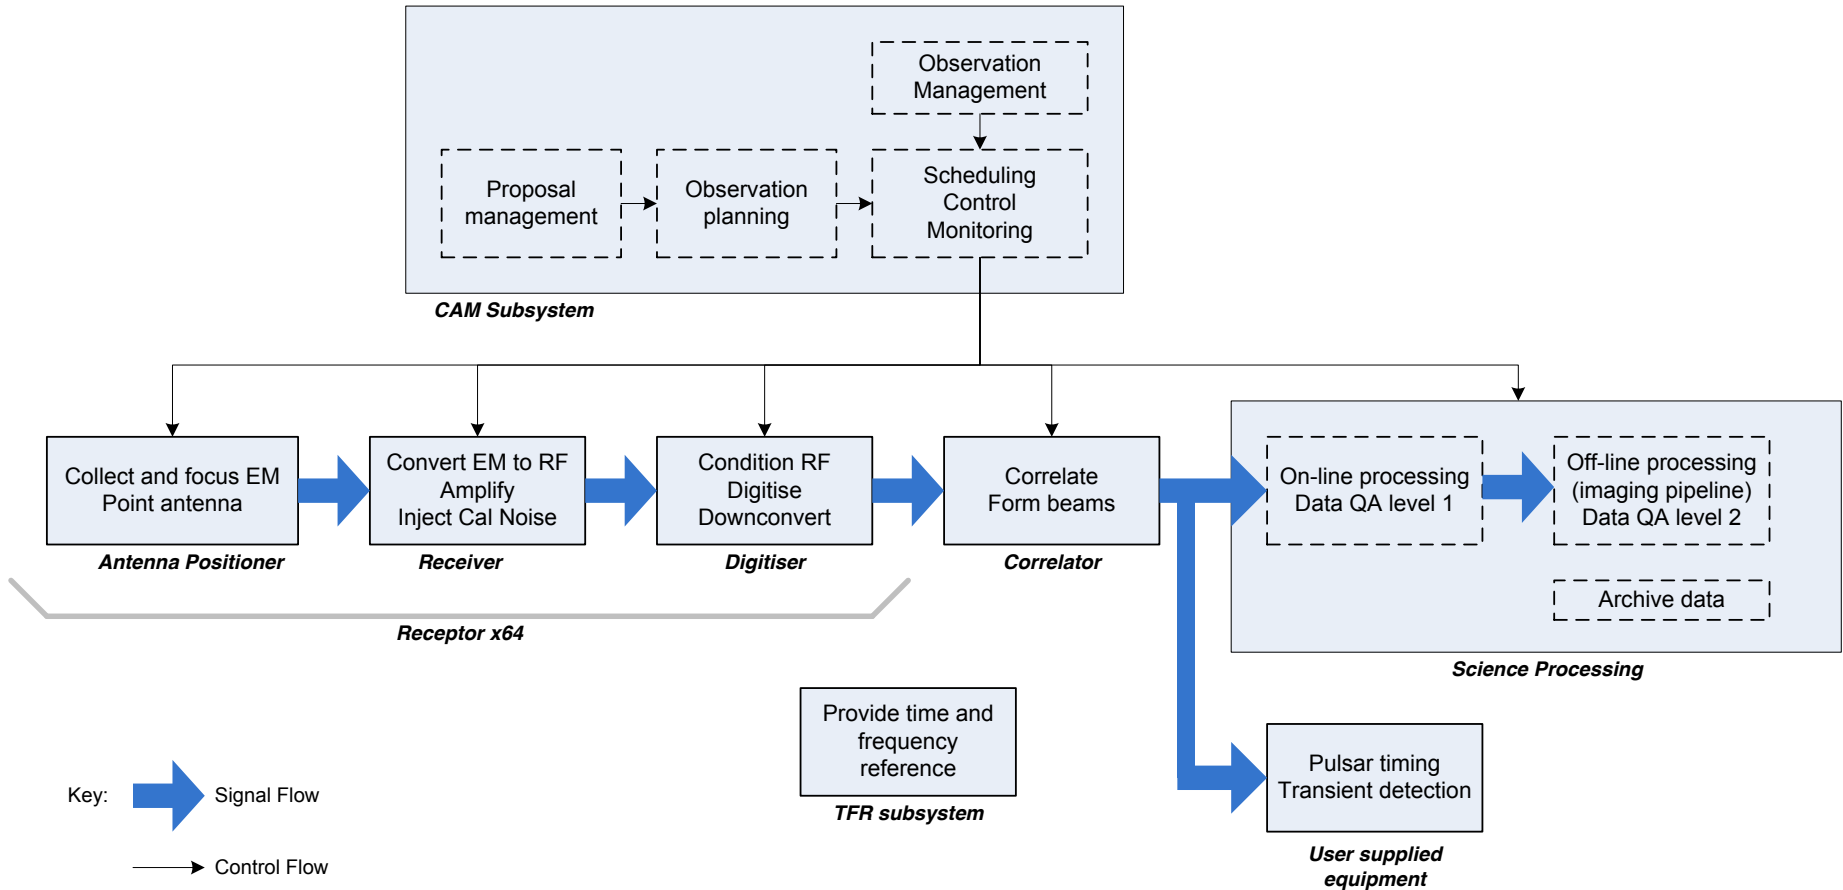 Observation
Management
Proposal
management
Observation
planning
Scheduling
Control
Monitoring
CAM Subsystem
Collect and focus EM
Point antenna
Antenna Positioner
Convert EM to RF
Amplify
Inject Cal Noise
Receiver
Condition RF
Digitise
Downconvert
Digitiser
Correlate
Form beams
Correlator
On-line processing
Data QA level 1
Off-line processing
(imaging pipeline)
Data QA level 2
Archive data
Science Processing
Receptor x64
Provide time and
frequency
reference
TFR subsystem
Pulsar timing
Transient detection
User supplied
equipment
Key:
Signal Flow
Control Flow